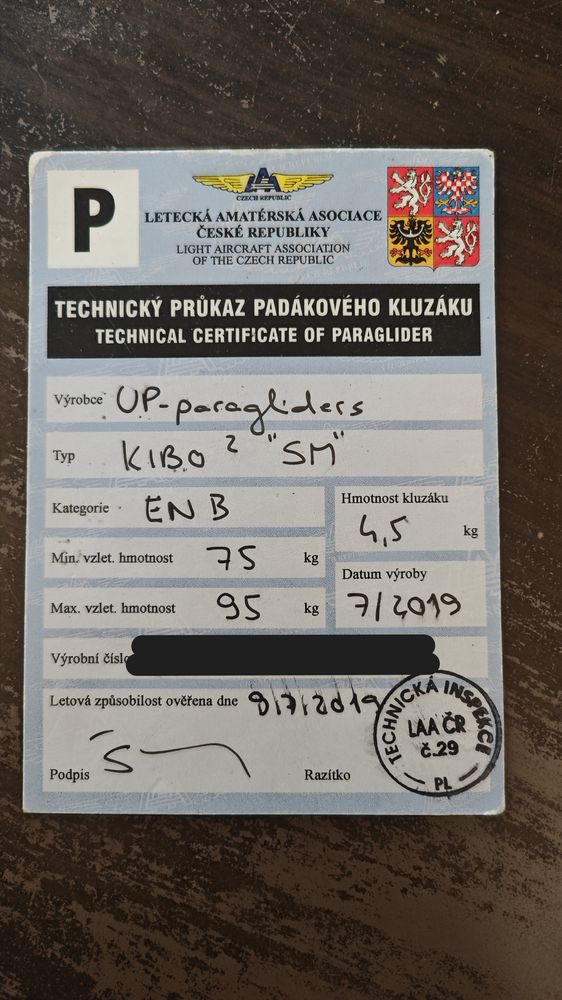 P
CZECH REPUBLIC
LETECKÁ AMATÉRSKÁ ASOCIACE
ČESKÉ REPUBLIKY
LIGHT AIRCRAFT ASSOCIATION
OF THE CZECH REPUBLIC
TECHNICKÝ PRŮKAZ PADÁKOVÉHO KLUZÁKU
TECHNICAL CERTIFICATE OF PARAGLIDER
Výrobce UP-paragliders
Typ KIBO 2 "SM"
Kategorie EN B
Hmotnost kluzáku
4,5 kg
Min. vzlet. hmotnost 75 kg
Datum výroby
7/2019
Max. vzlet. hmotnost 95 kg
Výrobní číslo
Letová způsobilost ověřena dne 8/7/2019
TECHNICKÁ INSPEKCE
LAA ČR
č.29
PL
Podpis
Razítko